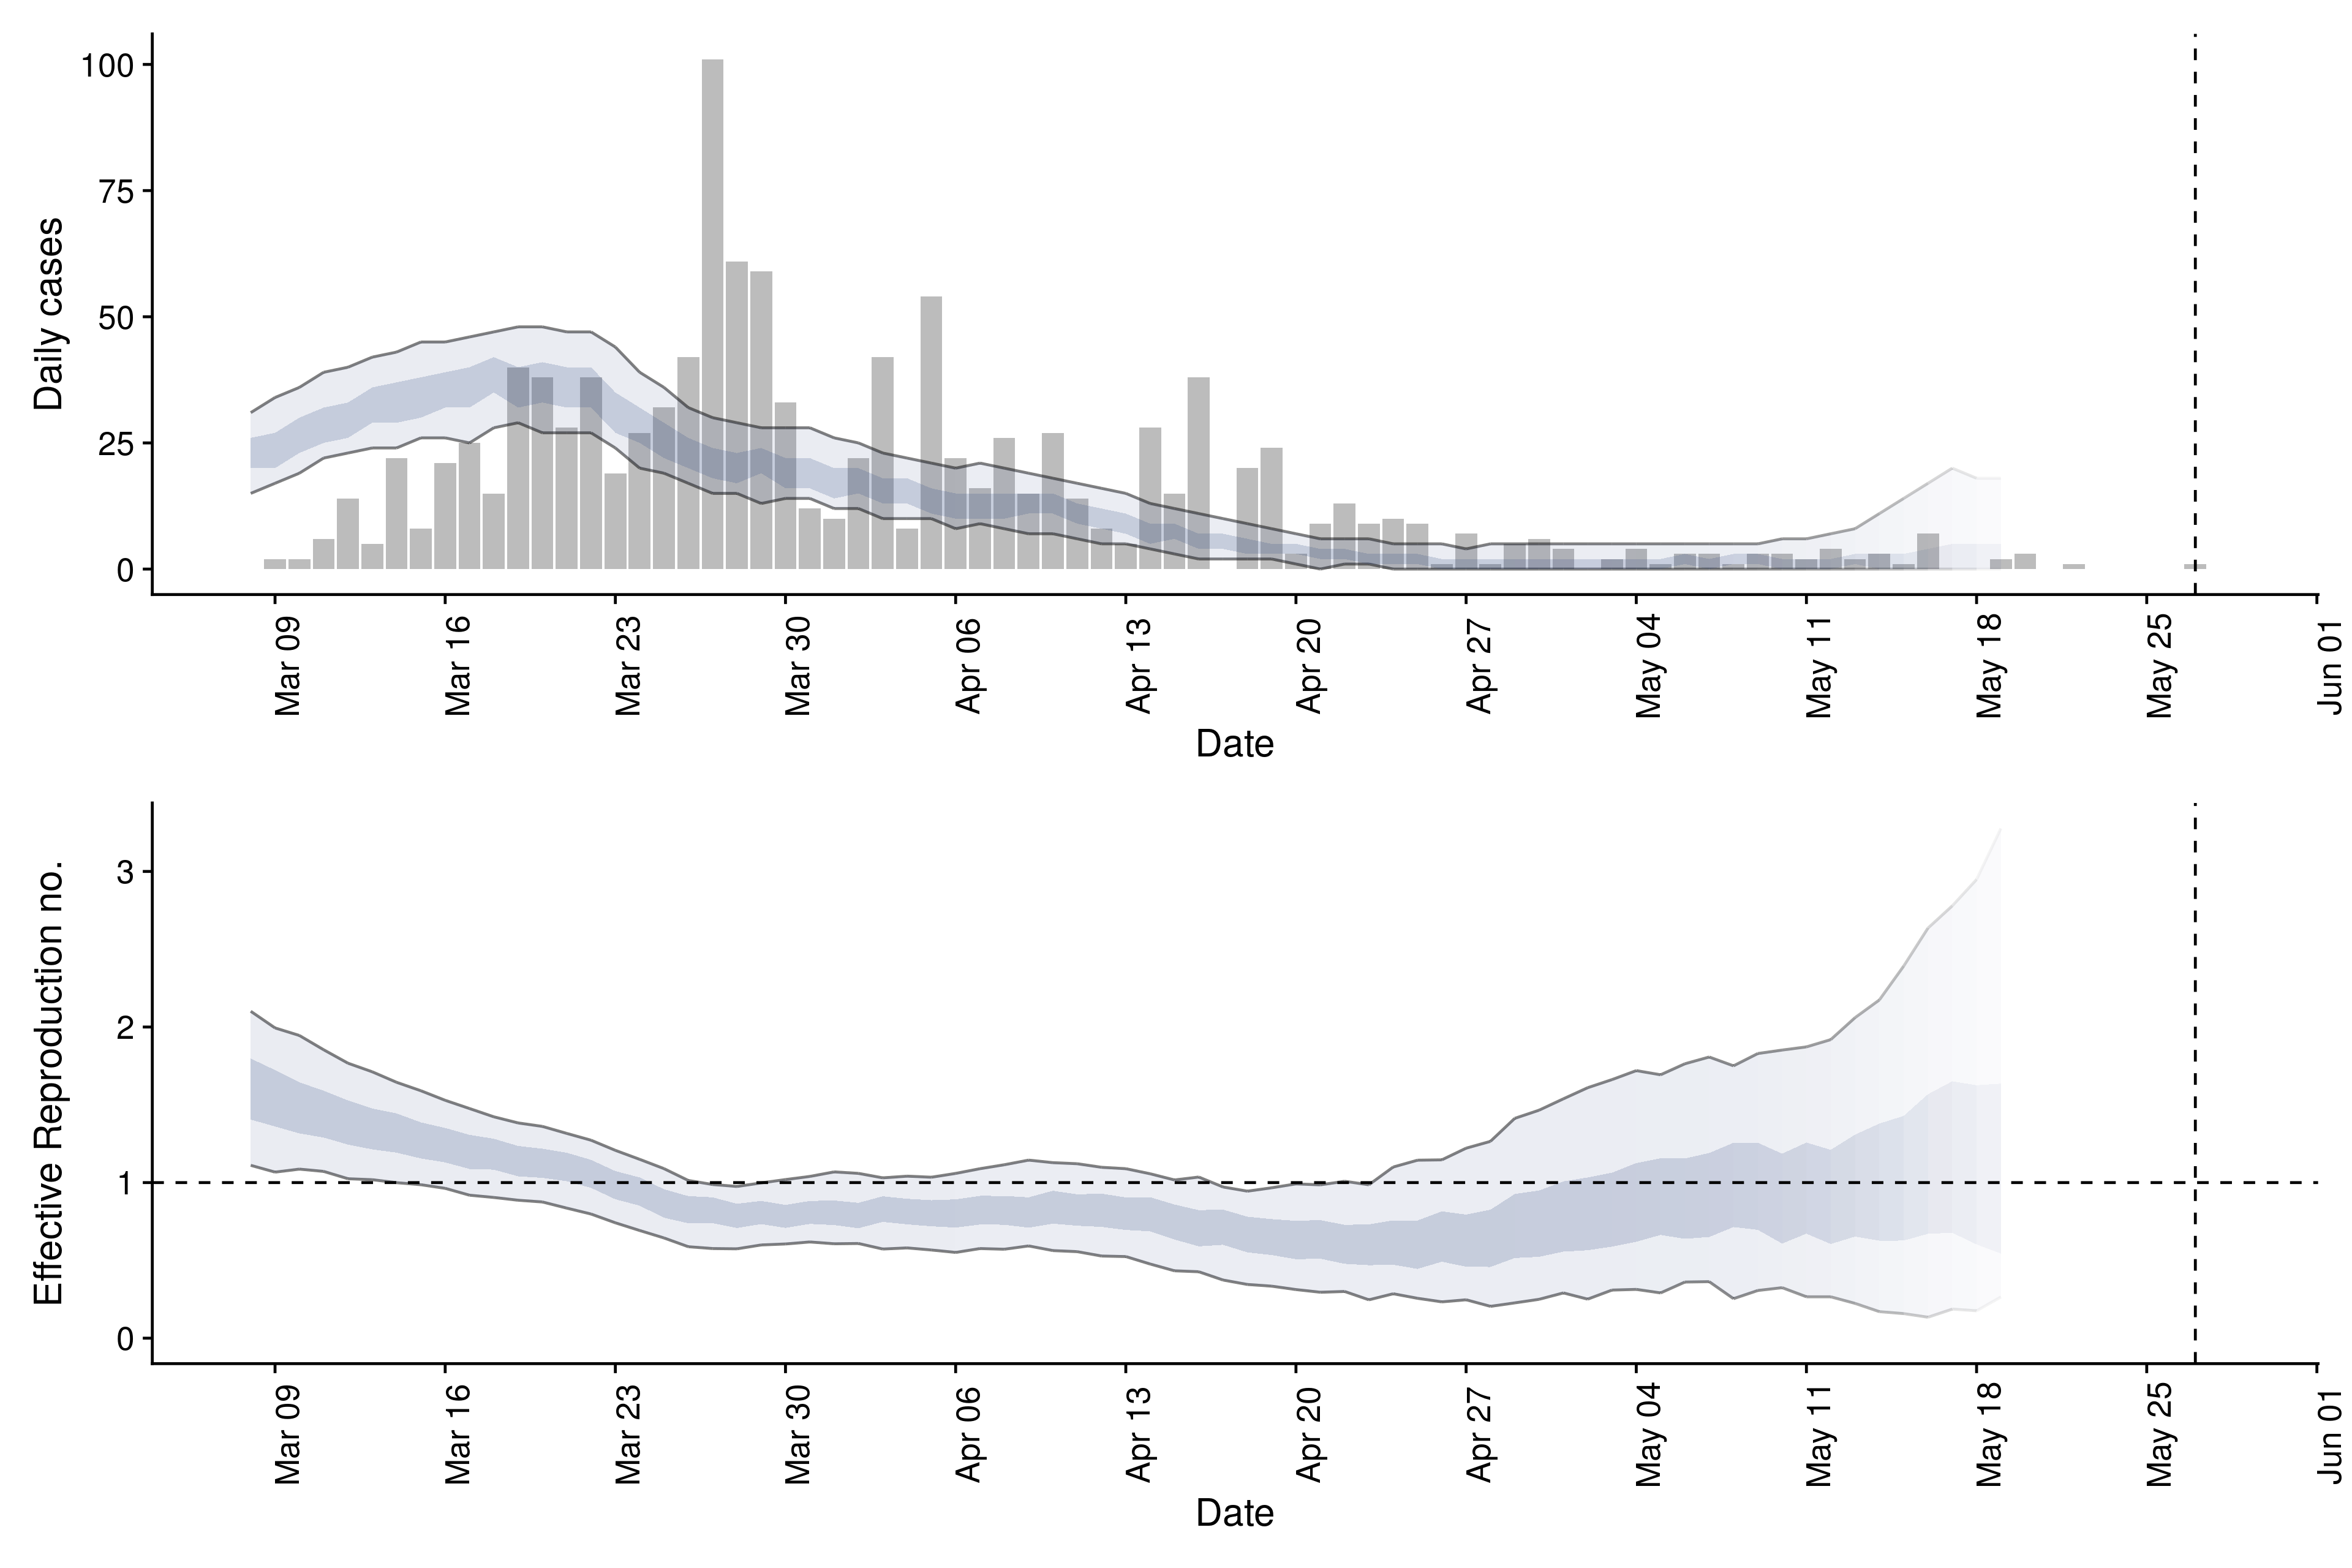 Daily cases
100
75
50
25
0
Mar 09
Mar 16
Mar 23
Mar 30
Apr 06
Apr 13
Apr 20
Apr 27
May 04
May 11
May 18
May 25
Jun 01
Date
Effective Reproduction no.
3
2
1
0
Mar 09
Mar 16
Mar 23
Mar 30
Apr 06
Apr 13
Apr 20
Apr 27
May 04
May 11
May 18
May 25
Jun 01
Date